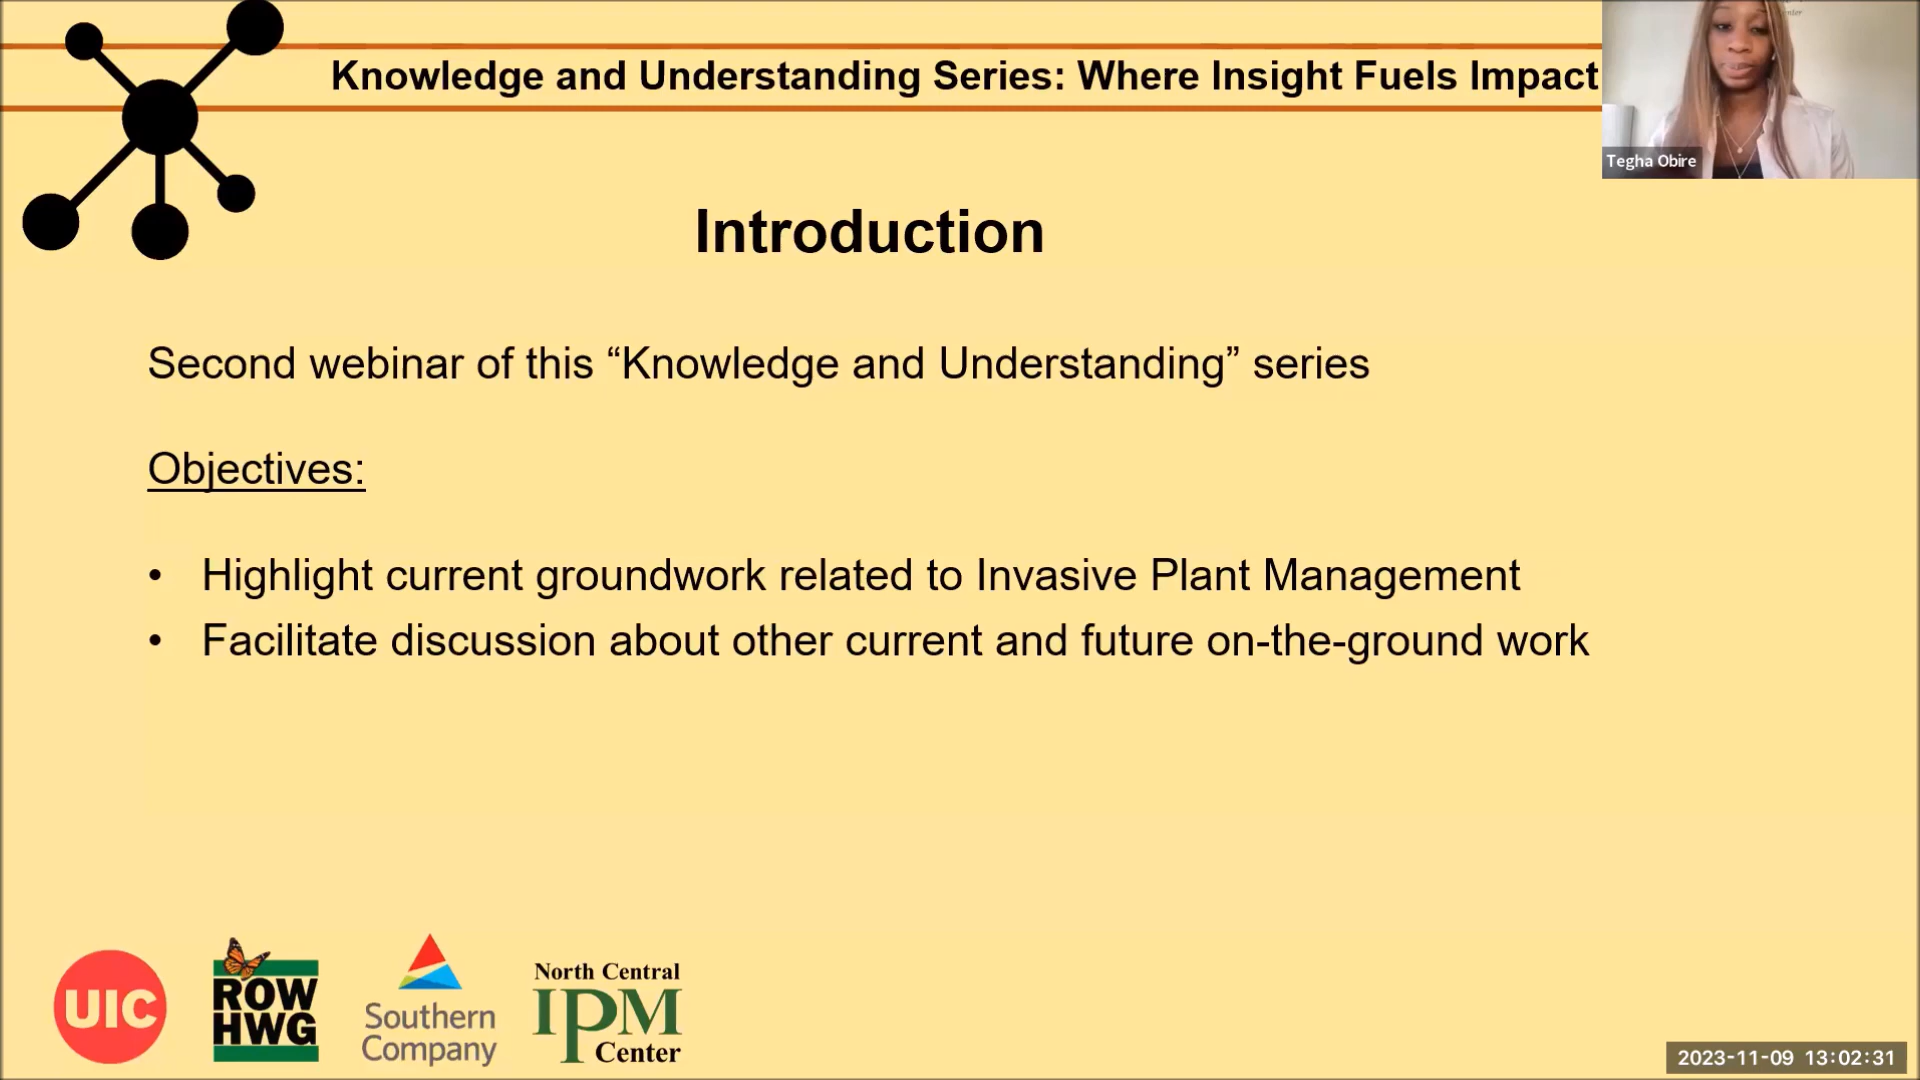 Knowledge and Understanding Series: Where Insight Fuels Impact
enter
Tegha Obire
Introduction
Second webinar of this “Knowledge and Understanding” series
Objectives:
• Highlight current groundwork related to Invasive Plant Management
• Facilitate discussion about other current and future on-the-ground work
UIC
ROW
HWG
Southern
Company
North Central
IPM
Center
2023-11-09 13:02:31